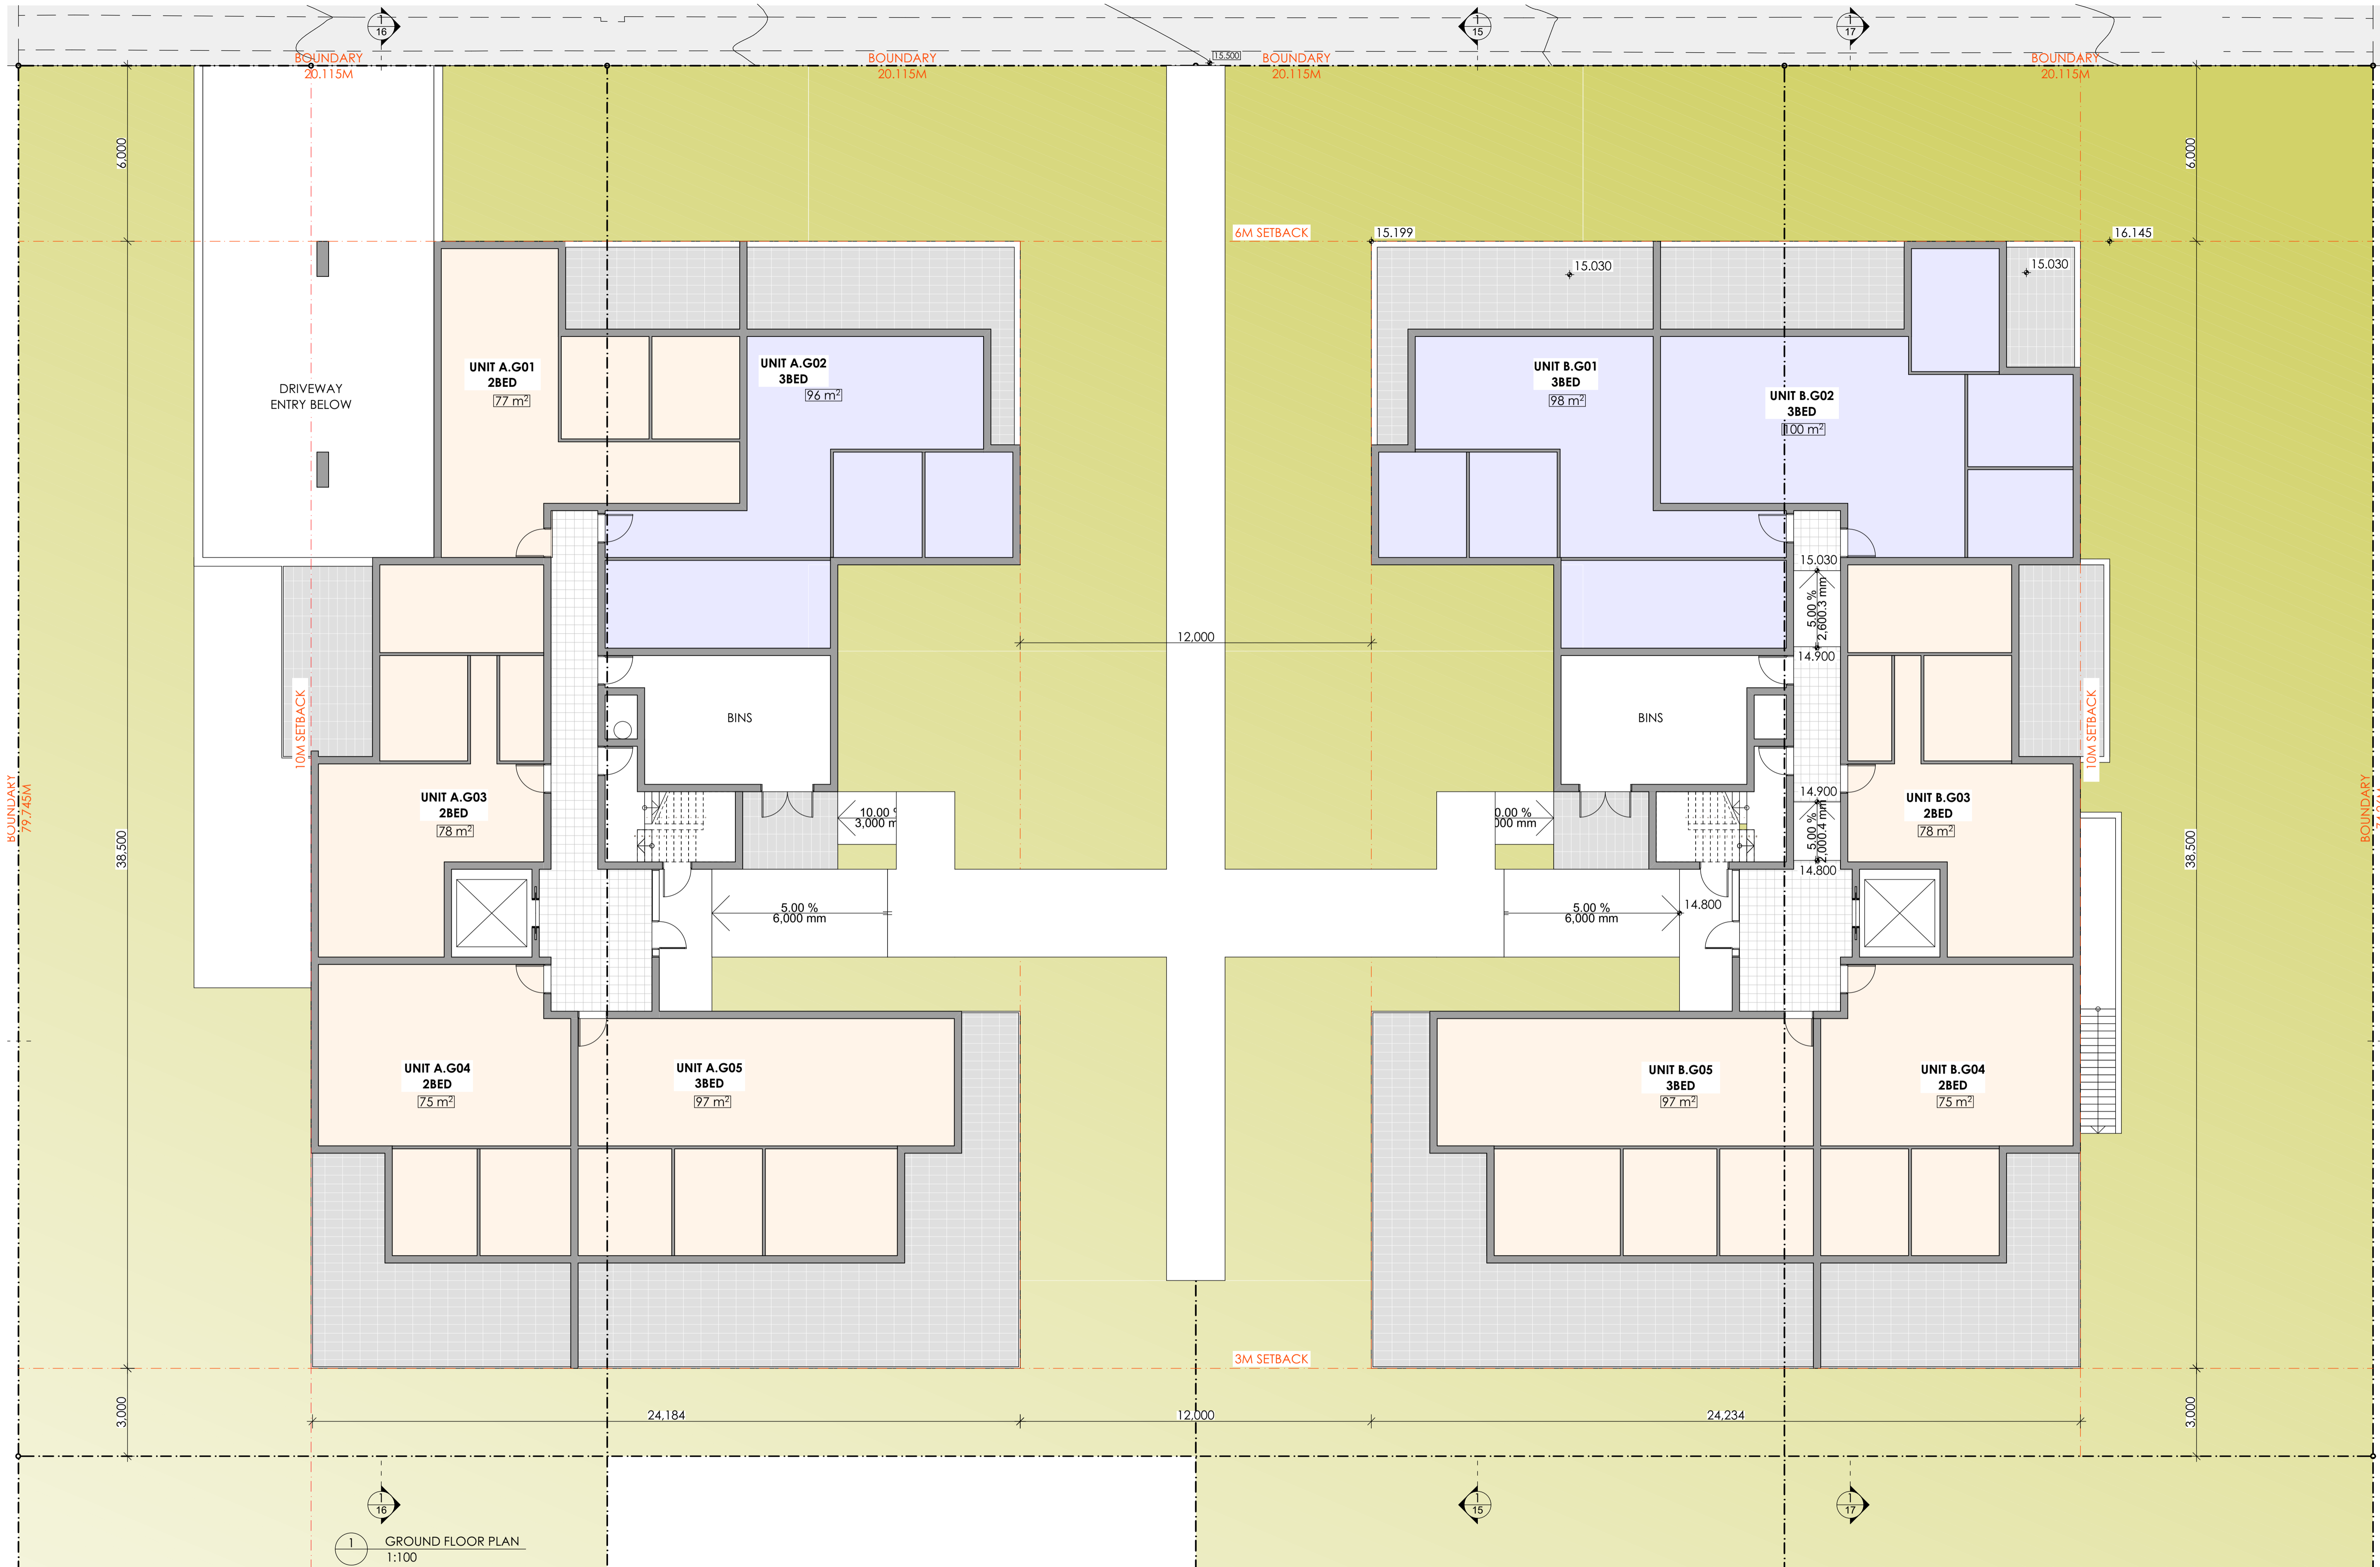 1
16
1
15
1
17
15.500
BOUNDARY
20.115M
BOUNDARY
20.115M
BOUNDARY
20.115M
BOUNDARY
20.115M
6,000
6,000
6M SETBACK
15.199
16.145
15.030
15.030
DRIVEWAY
ENTRY BELOW
UNIT A.G01
2BED
77 m²
UNIT A.G02
3BED
96 m²
UNIT B.G01
3BED
98 m²
UNIT B.G02
3BED
100 m²
15.030
5.00 %
2,600.3 mm
14.900
12,000
10M SETBACK
BINS
BINS
10M SETBACK
BOUNDARY
79.745M
UNIT A.G03
2BED
78 m²
10.00 %
3,000 m
0.00 %
000 mm
14.900
5.00 %
2,000.4 mm
14.800
UNIT B.G03
2BED
78 m²
BOUNDARY
38,500
38,500
5.00 %
6,000 mm
5.00 %
6,000 mm
14.800
UNIT A.G04
2BED
75 m²
UNIT A.G05
3BED
97 m²
UNIT B.G05
3BED
97 m²
UNIT B.G04
2BED
75 m²
3M SETBACK
3,000
24,184
12,000
24,234
3,000
1
16
1
15
1
17
1
GROUND FLOOR PLAN
1:100